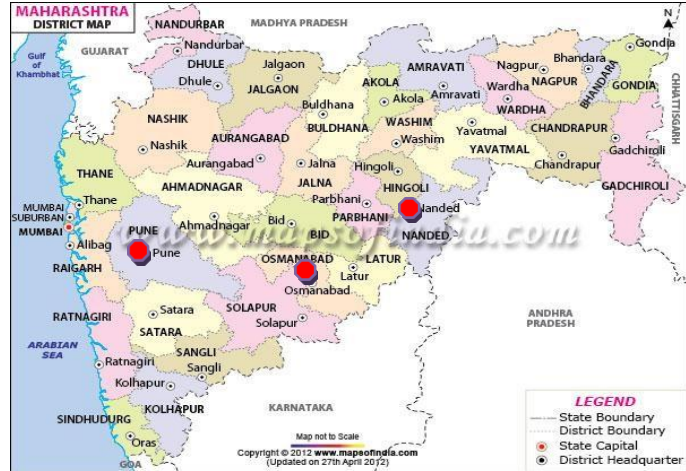 MAHARASHTRA
DISTRICT MAP
N
MADHYA PRADESH
GUJARAT
Gulf
of
Khambhat
NANDURBAR
Nandurbar
DHULE
Dhule
Jalgaon
JALGAON
AKOLA
Akola
AMRAVATI
Amravati
Nagpur
NAGPUR
Wardha
WARDHA
Bhandara
BHANDARA
Gondia
GONDIA
CHHATTISGARH
Buldhana
BULDHANA
WASHIM
Washim
Yavatmal
YAVATMAL
CHANDRAPUR
Chandrapur
Gadchiroli
GADCHIROLI
NASHIK
Nashik
AURANGABAD
Aurangabad
Jalna
JALNA
Hingoli
HINGOLI
Parbhani
PARBHANI
Nanded
NANDED
THANE
Thane
MUMBAI
SUBURBAN
MUMBAI
Alibag
RAIGARH
AHMADNAGAR
Ahmadnagar
Bid
BID
PUNE
Pune
www.mapsofindia.com
OSMANABAD
Osmanabad
LATUR
Latur
RATNAGIRI
Ratnagiri
Satara
SATARA
SOLAPUR
Solapur
SANGLI
Sangli
Kolhapur
KOLHAPUR
SINDHUDURG
Oras
GOA
ARABIAN
SEA
KARNATAKA
ANDHRA
PRADESH
Map not to Scale
Copyright © 2012 www.mapsofindia.com
(Updated on 27th April 2012)
LEGEND
State Boundary
District Boundary
State Capital
District Headquarter